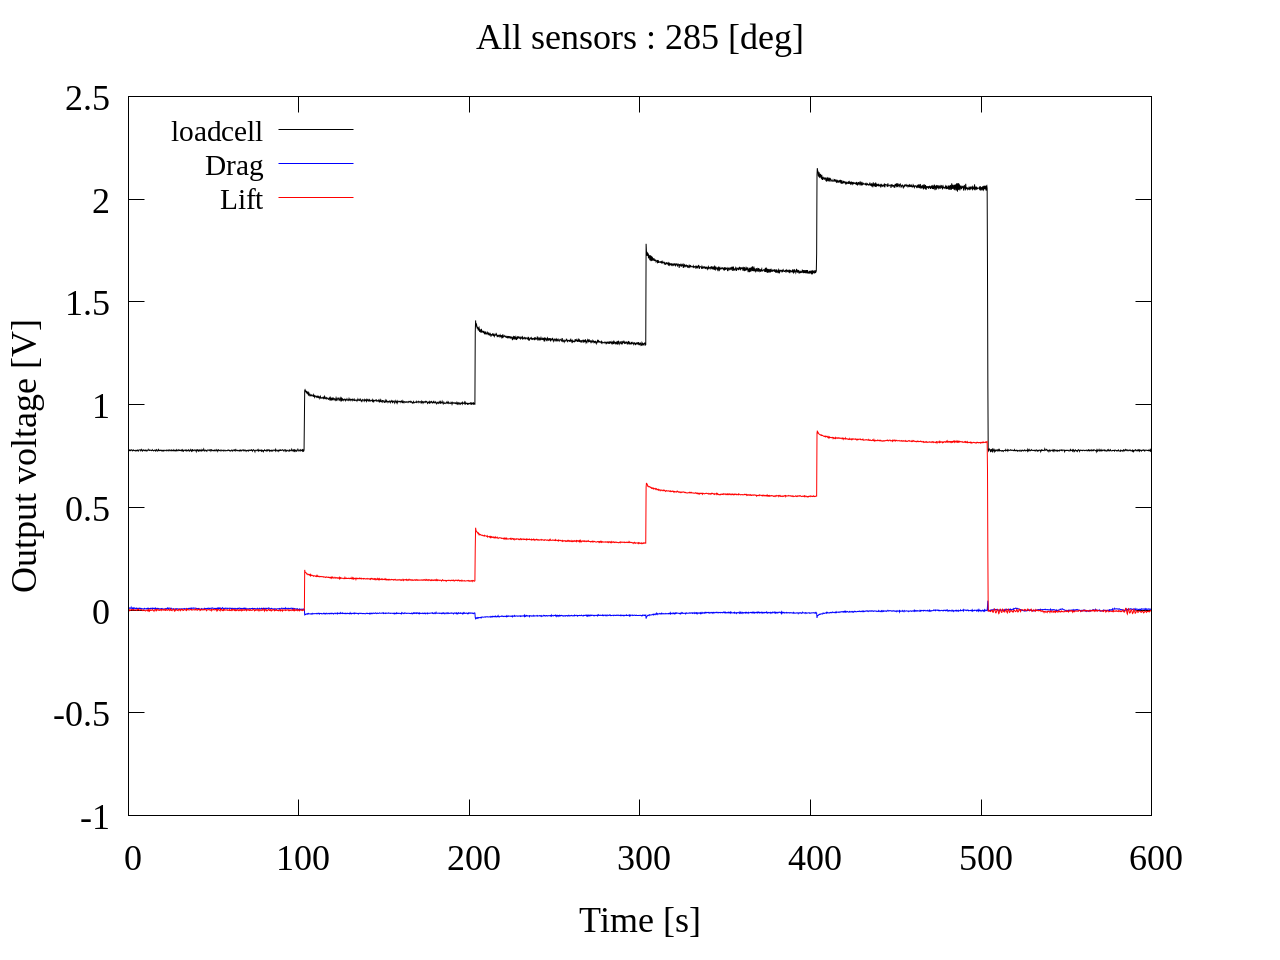 All sensors : 285 [deg]
2.5
2
1.5
1
0.5
0
-0.5
-1
loadcell
Drag
Lift
Output voltage [V]
0 100 200 300 400 500 600
Time [s]